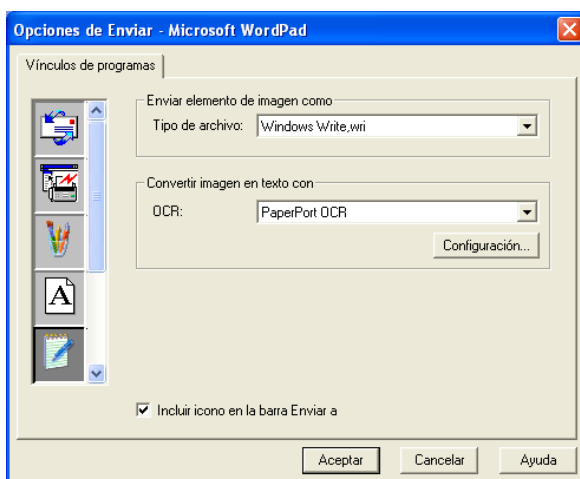 Opciones de Enviar - Microsoft WordPad
Vínculos de programas
Enviar elemento de imagen como
Tipo de archivo: Windows Write,wri
Convertir imagen en texto con
OCR: PaperPort OCR
Configuración...
A
Incluir icono en la barra Enviar a
Aceptar Cancelar Ayuda